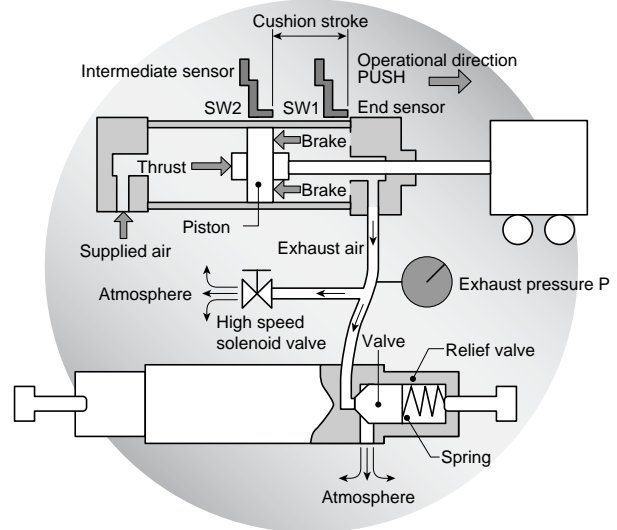 Cushion stroke
Intermediate sensor
Operational direction
PUSH
SW2
SW1
End sensor
Brake
Thrust
Brake
Supplied air
Piston
Exhaust air
Atmosphere
Exhaust pressure P
High speed
solenoid valve
Valve
Relief valve
Spring
Atmosphere